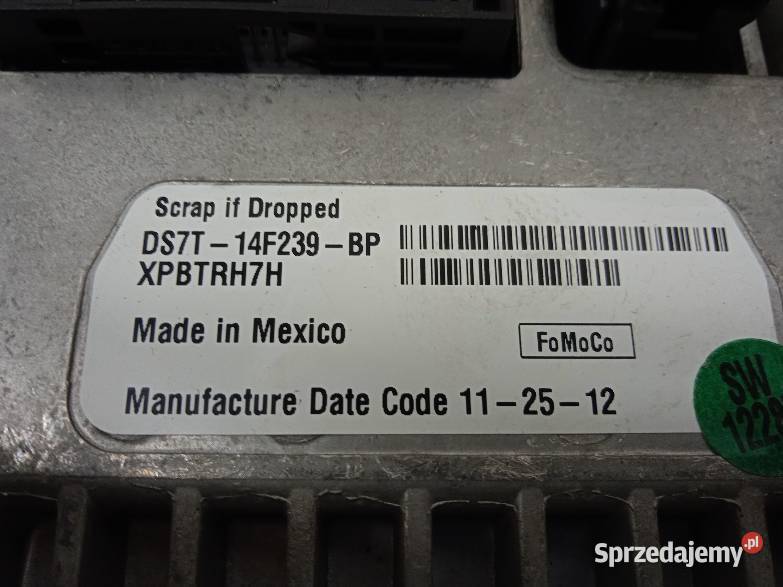 Scrap if Dropped
DS7T-14F239-BP
XPBTRH7H
Made in Mexico
FoMoCo
Manufacture Date Code 11-25-12
SW
Sprzedajemy.pl